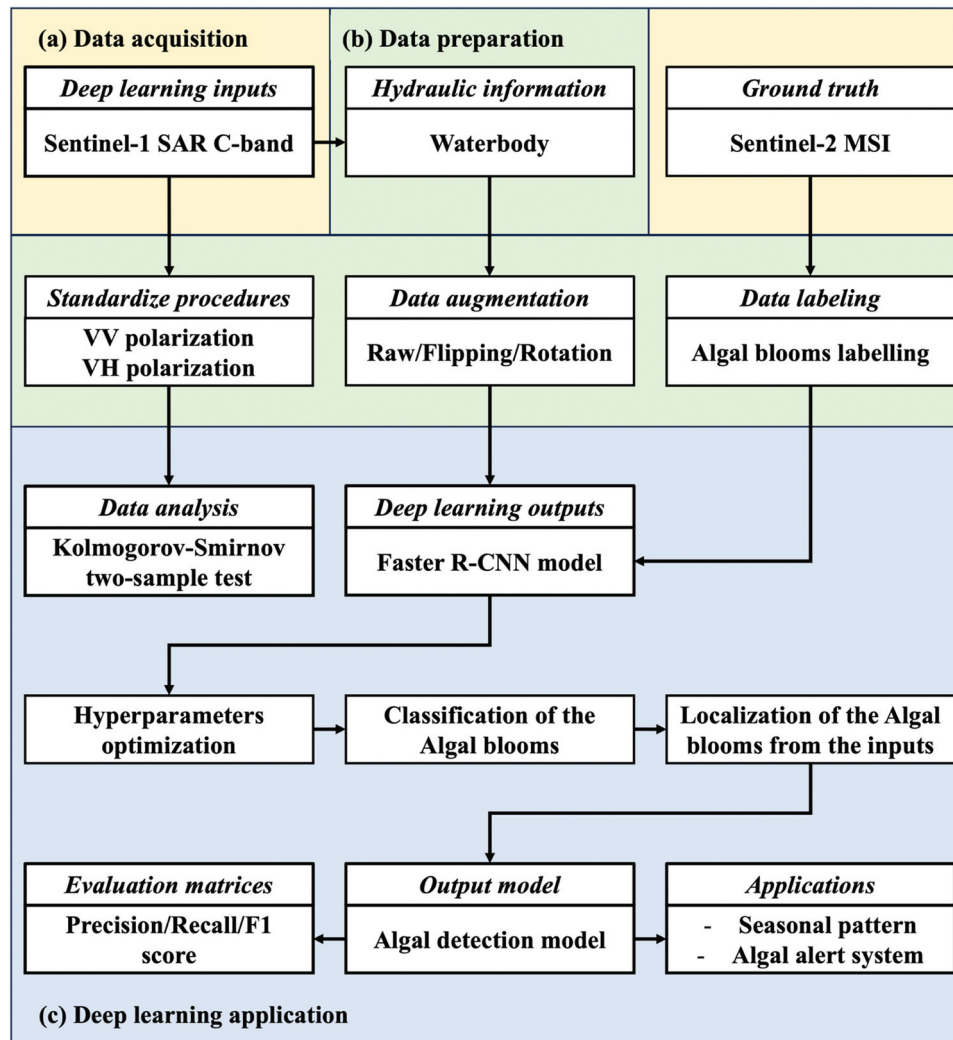 (a) Data acquisition
(b) Data preparation
Deep learning inputs
Sentinel-1 SAR C-band
Hydraulic information
Waterbody
Ground truth
Sentinel-2 MSI
Standardize procedures
VV polarization
VH polarization
Data augmentation
Raw/Flipping/Rotation
Data labeling
Algal blooms labelling
Data analysis
Kolmogorov-Smirnov
two-sample test
Deep learning outputs
Faster R-CNN model
Hyperparameters
optimization
Classification of the
Algal blooms
Localization of the Algal
blooms from the inputs
Evaluation matrices
Precision/Recall/F1
score
Output model
Algal detection model
Applications
- Seasonal pattern
- Algal alert system
(c) Deep learning application